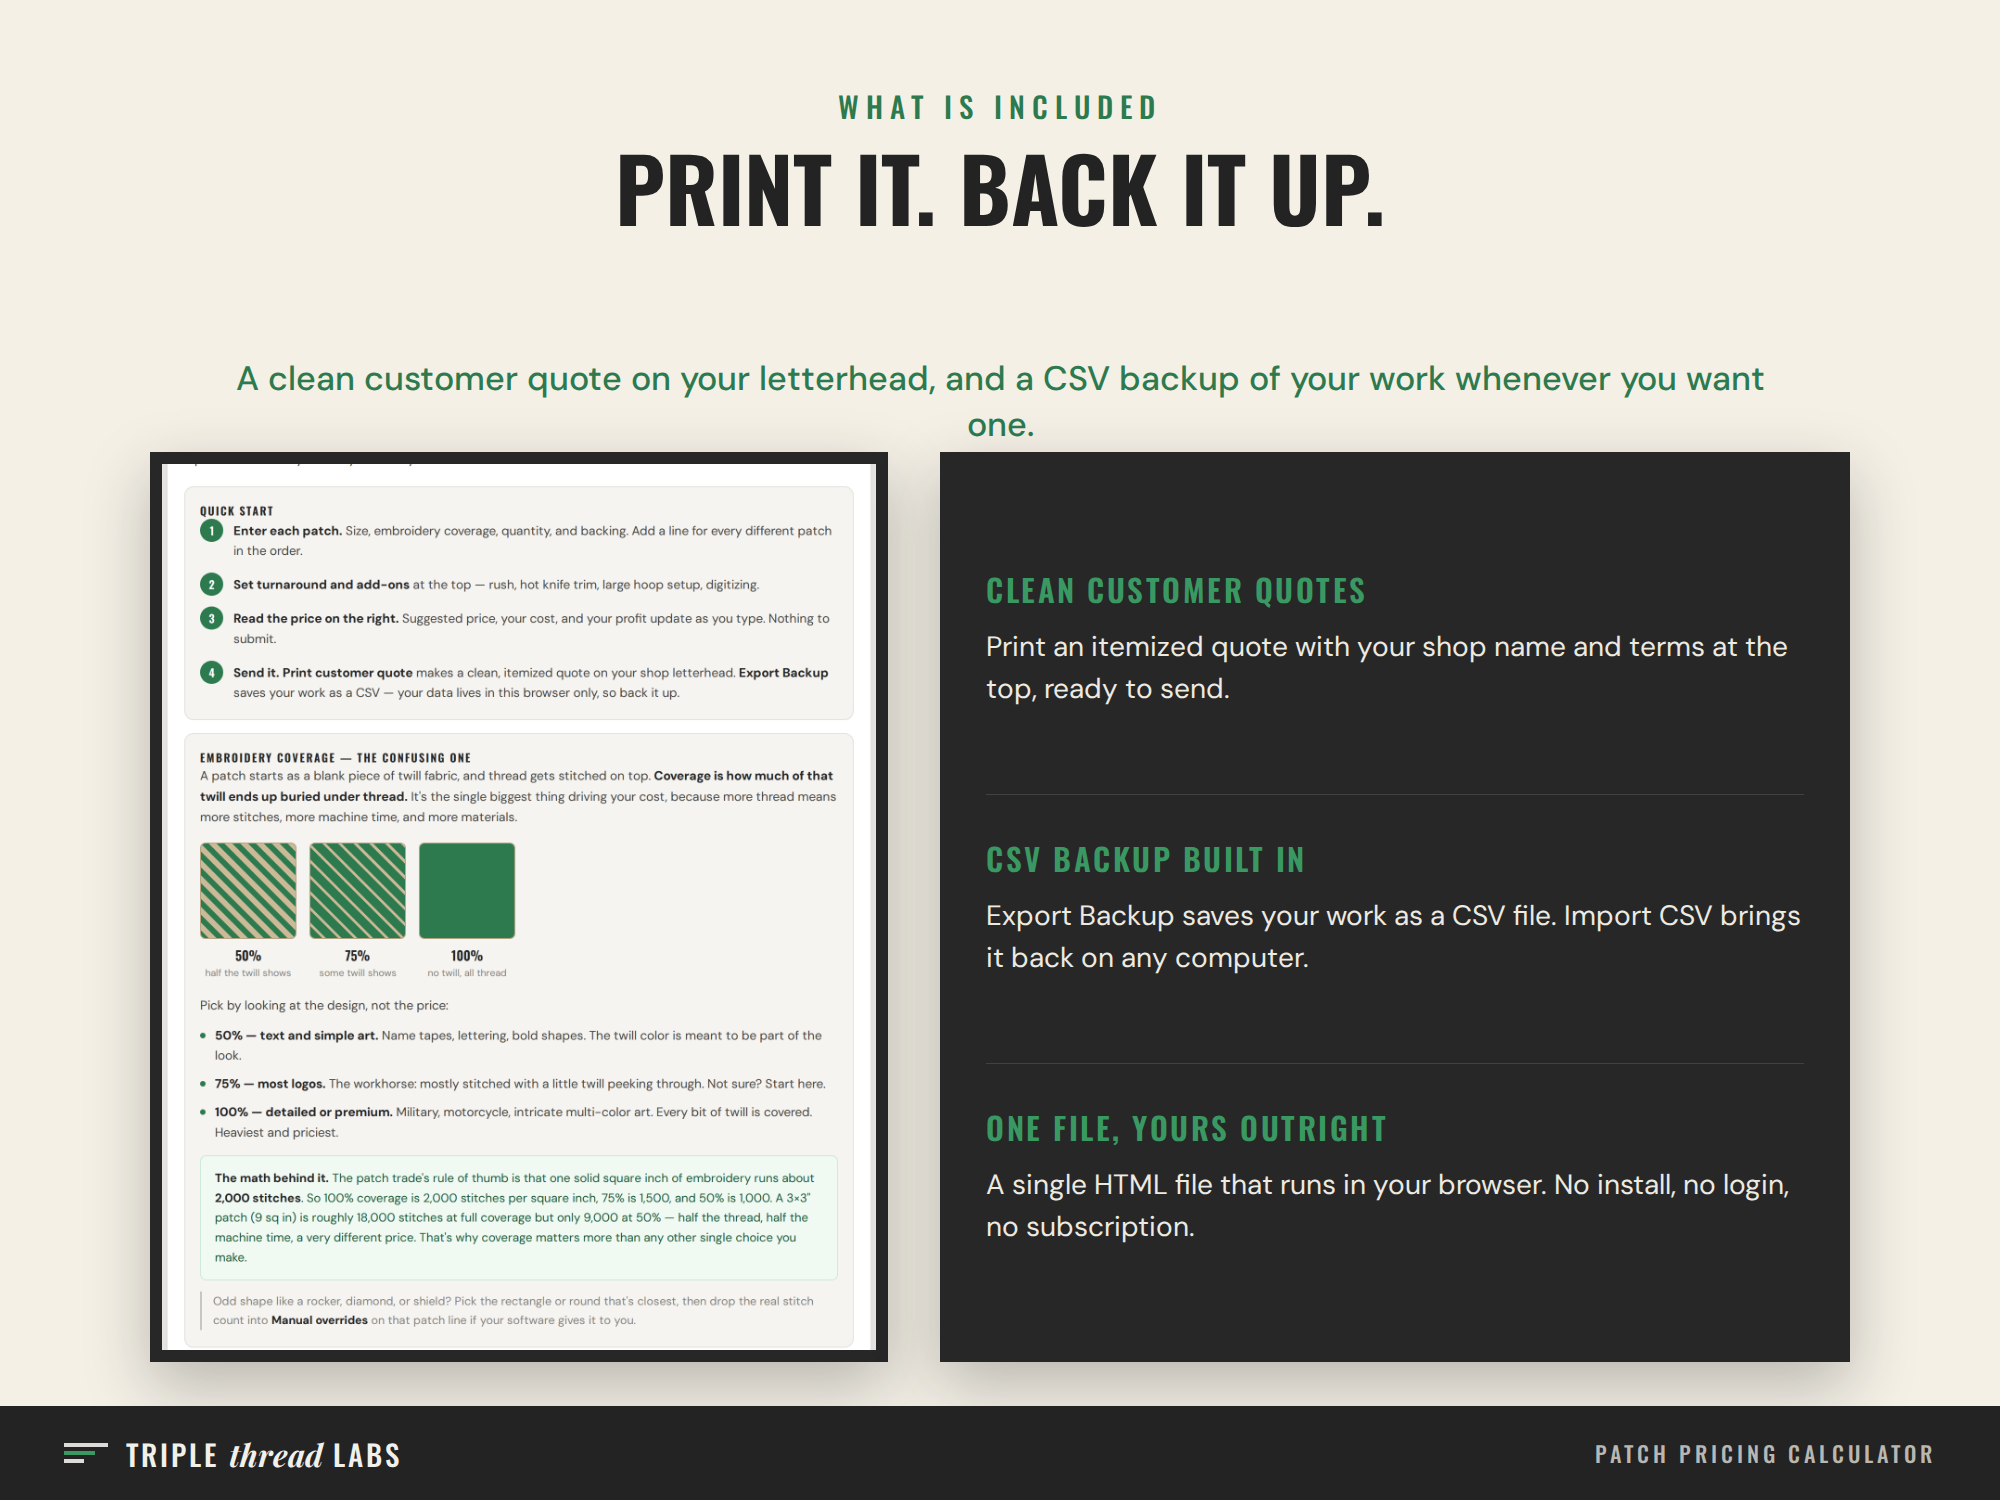 WHAT IS INCLUDED
PRINT IT. BACK IT UP.
A clean customer quote on your letterhead, and a CSV backup of your work whenever you want
one.
QUICK START
1 Enter each patch. Size, embroidery coverage, quantity, and backing. Add a line for every different patch
in the order.
2 Set turnaround and add-ons at the top — rush, hot knife trim, large hoop setup, digitizing.
3 Read the price on the right. Suggested price, your cost, and your profit update as you type. Nothing to
submit.
4 Send it. Print customer quote makes a clean, itemized quote on your shop letterhead. Export Backup
saves your work as a CSV — your data lives in this browser only, so back it up.
EMBROIDERY COVERAGE — THE CONFUSING ONE
A patch starts as a blank piece of twill fabric, and thread gets stitched on top. Coverage is how much of that
twill ends up buried under thread. It's the single biggest thing driving your cost, because more thread means
more stitches, more machine time, and more materials.
50% 75% 100%
half the twill shows some twill shows no twill, all thread
Pick by looking at the design, not the price:
• 50% — text and simple art. Name tapes, lettering, bold shapes. The twill color is meant to be part of the
look.
• 75% — most logos. The workhorse: mostly stitched with a little twill peeking through. Not sure? Start here.
• 100% — detailed or premium. Military, motorcycle, intricate multi-color art. Every bit of twill is covered.
Heaviest and priciest.
The math behind it. The patch trade's rule of thumb is that one solid square inch of embroidery runs about
2,000 stitches. So 100% coverage is 2,000 stitches per square inch, 75% is 1,500, and 50% is 1,000. A 3×3"
patch (9 sq in) is roughly 18,000 stitches at full coverage but only 9,000 at 50% — half the thread, half the
machine time, a very different price. That's why coverage matters more than any other single choice you
make.
Odd shape like a rocker, diamond, or shield? Pick the rectangle or round that's closest, then drop the real stitch
count into Manual overrides on that patch line if your software gives it to you.
CLEAN CUSTOMER QUOTES
Print an itemized quote with your shop name and terms at the
top, ready to send.
CSV BACKUP BUILT IN
Export Backup saves your work as a CSV file. Import CSV brings
it back on any computer.
ONE FILE, YOURS OUTRIGHT
A single HTML file that runs in your browser. No install, no login,
no subscription.
TRIPLE thread LABS
PATCH PRICING CALCULATOR